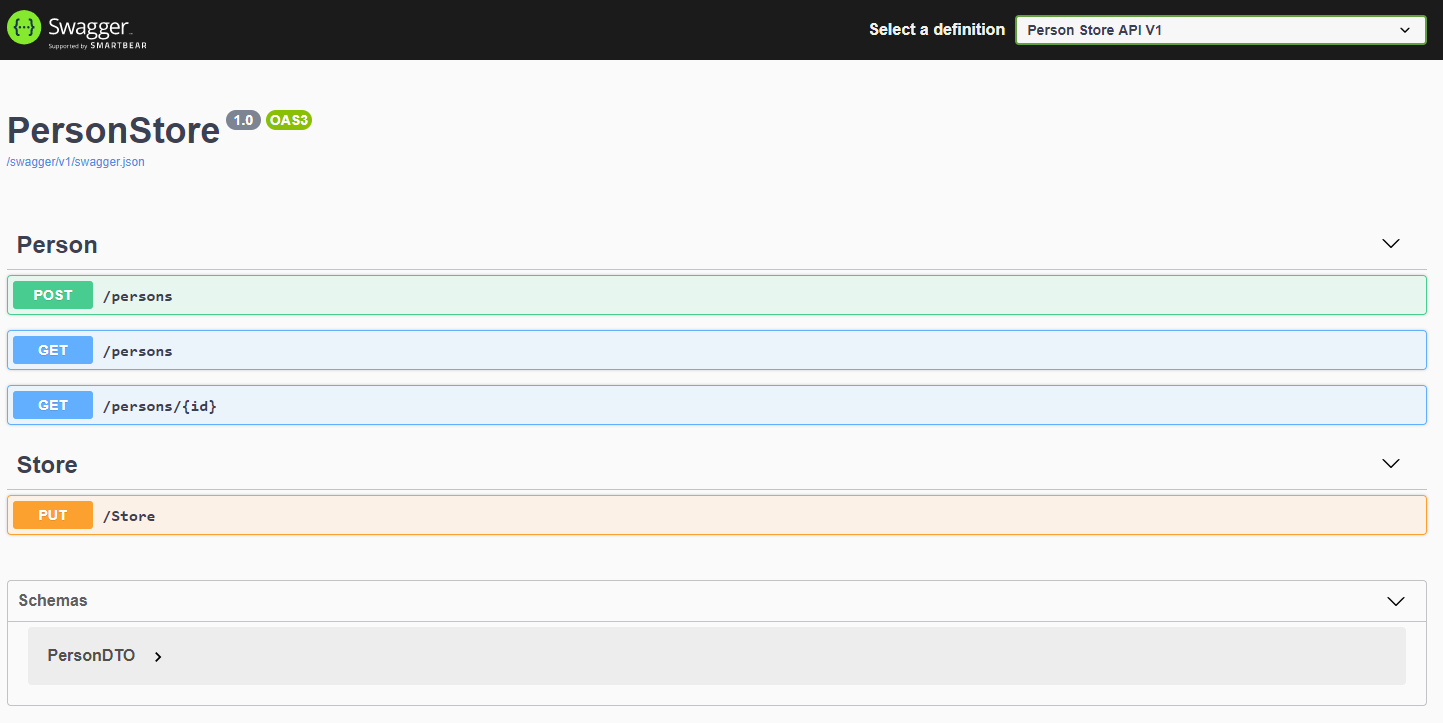 Swagger
Supported by SMARTBEAR
Select a definition
Person Store API V1
PersonStore 1.0 OAS3
/swagger/v1/swagger.json
Person
POST /persons
GET /persons
GET /persons/{id}
Store
PUT /Store
Schemas
PersonDTO